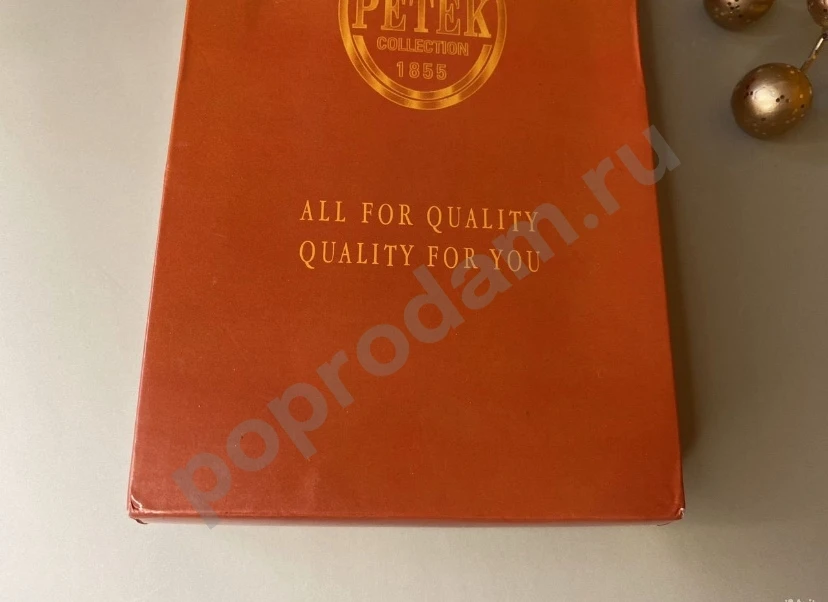 PETEK
COLLECTION
1855
ALL FOR QUALITY
QUALITY FOR YOU
poprodam.ru